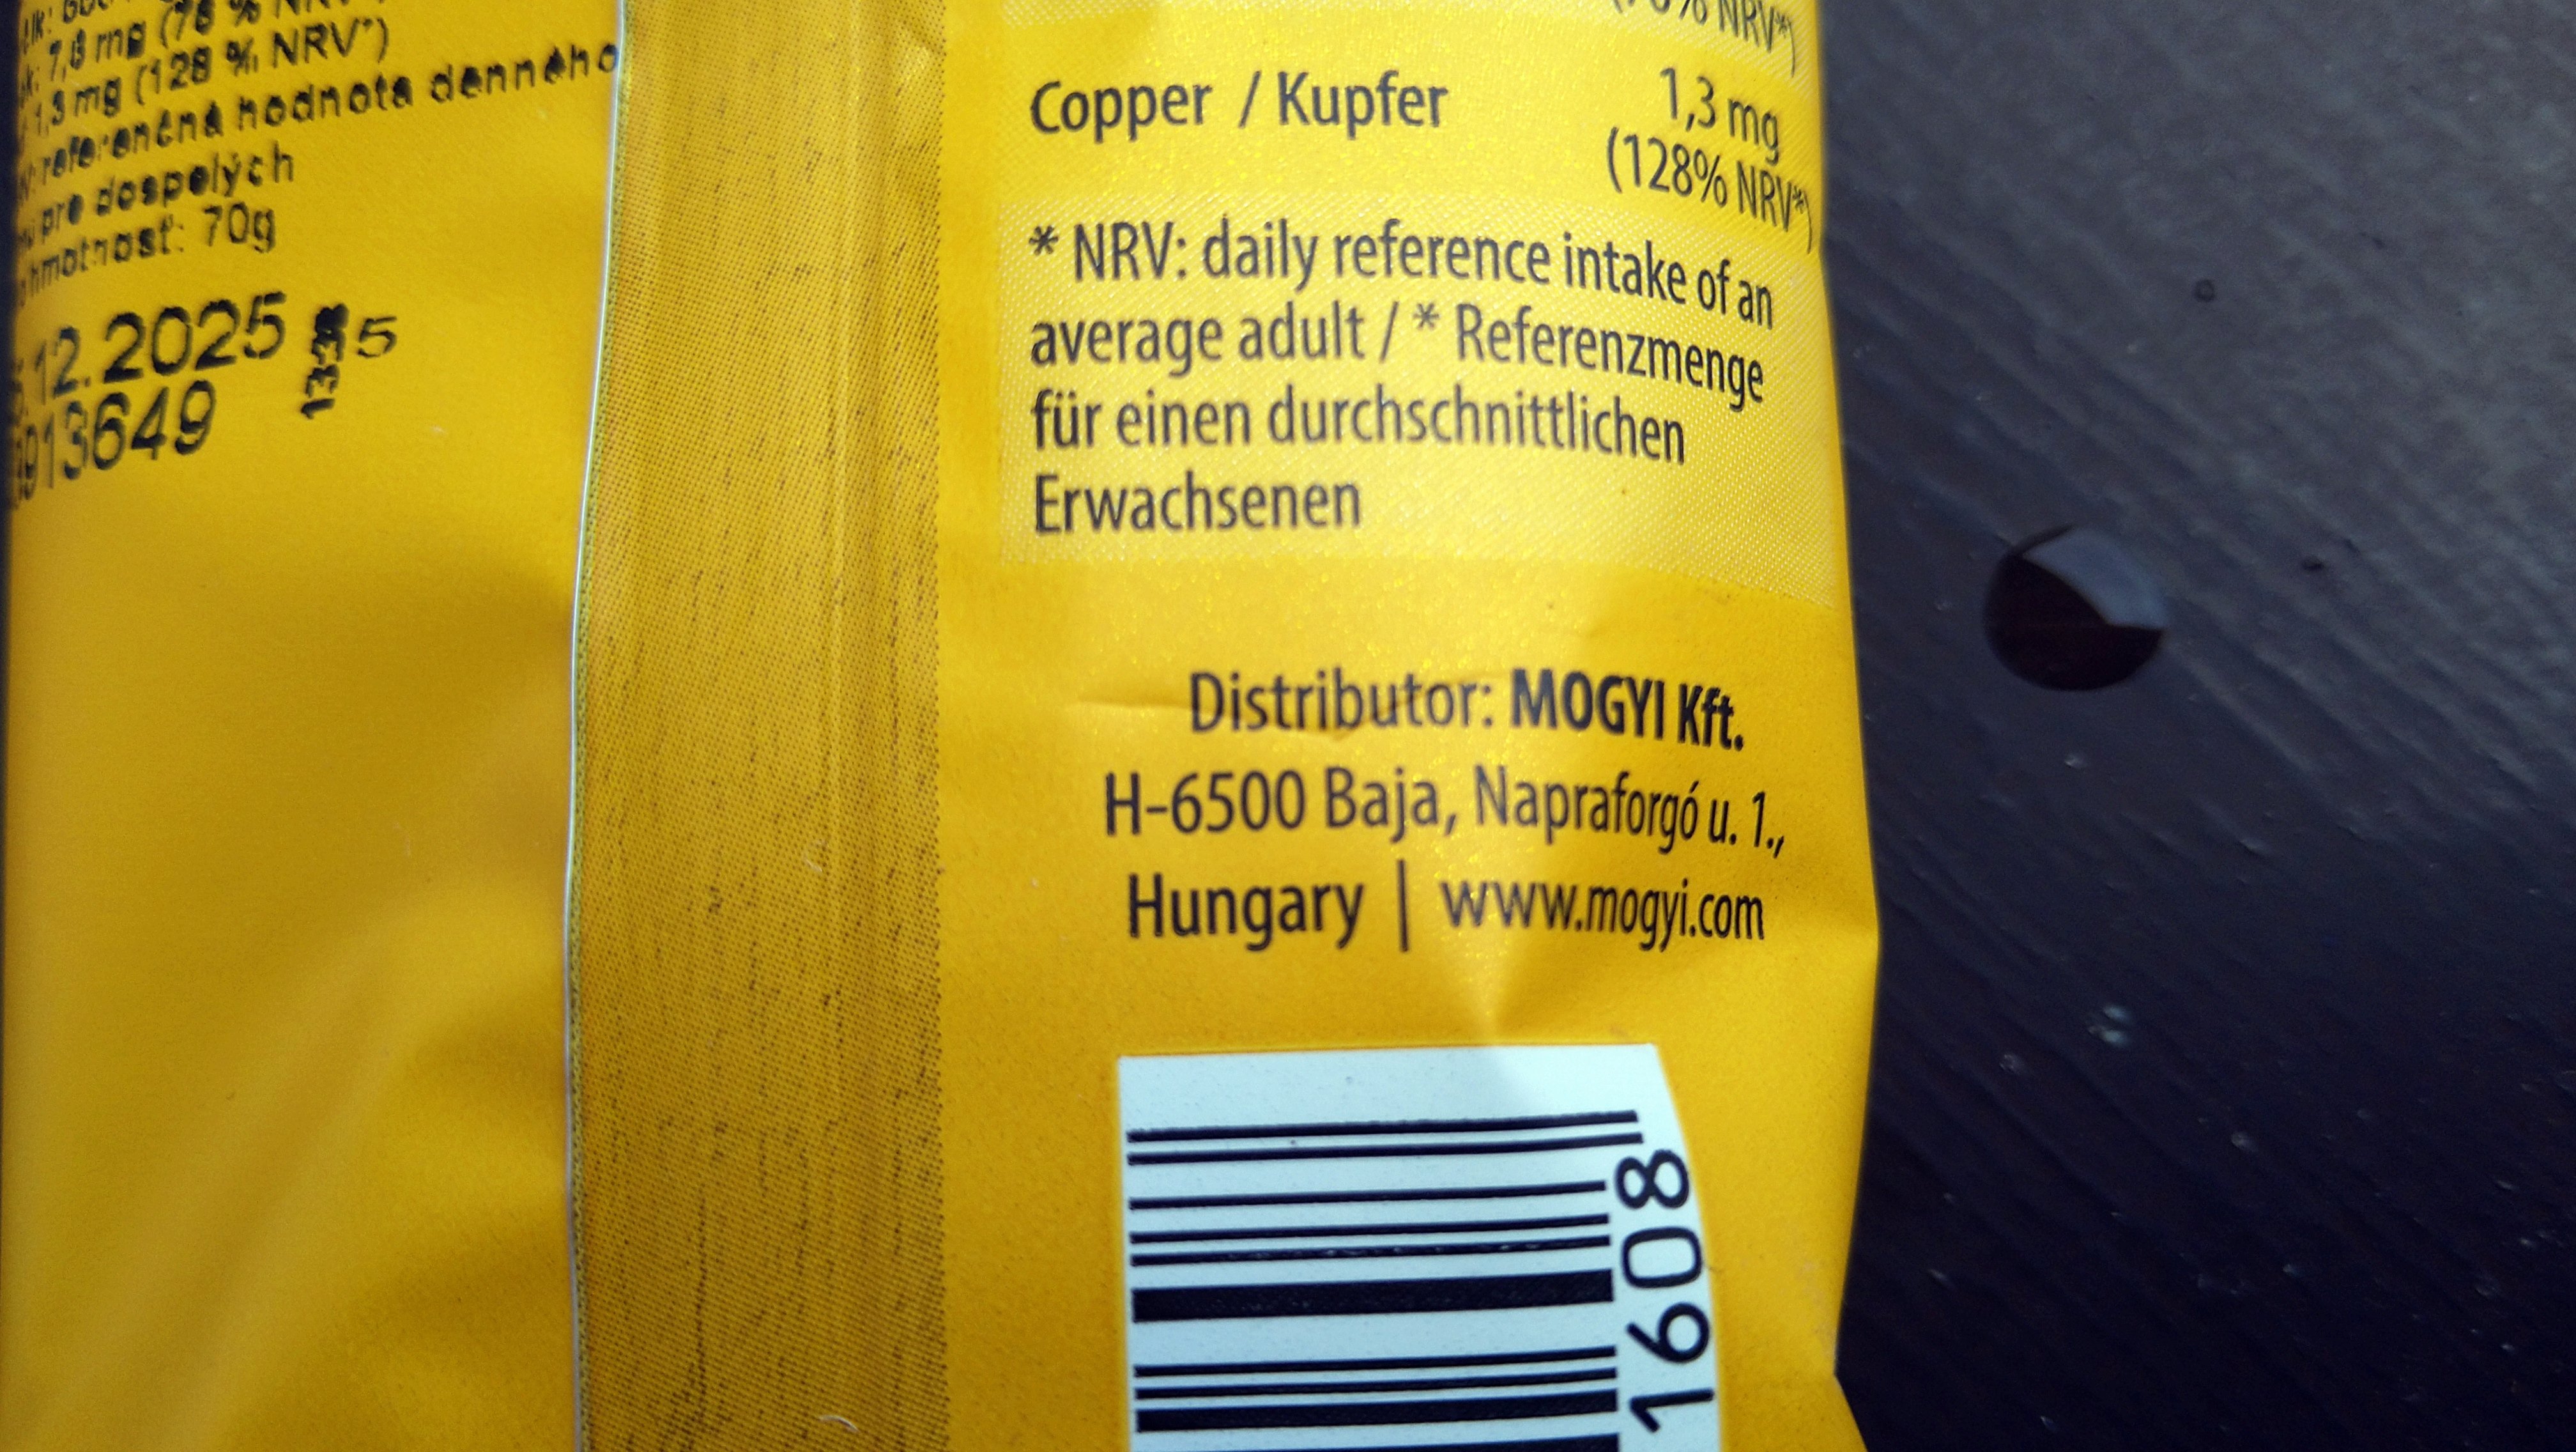 7,8 mg (78 %
1,3 mg (128 % NRV*)
referenčná hodnota denného
pre dospelých
hmotnosť: 70g
12.2025
913649
5
% NRV*)
Copper / Kupfer 1,3 mg
(128% NRV*)
* NRV: daily reference intake of an
average adult / * Referenzmenge
für einen durchschnittlichen
Erwachsenen
Distributor: MOGYI Kft.
H-6500 Baja, Napraforgó u. 1.,
Hungary | www.mogyi.com
1608